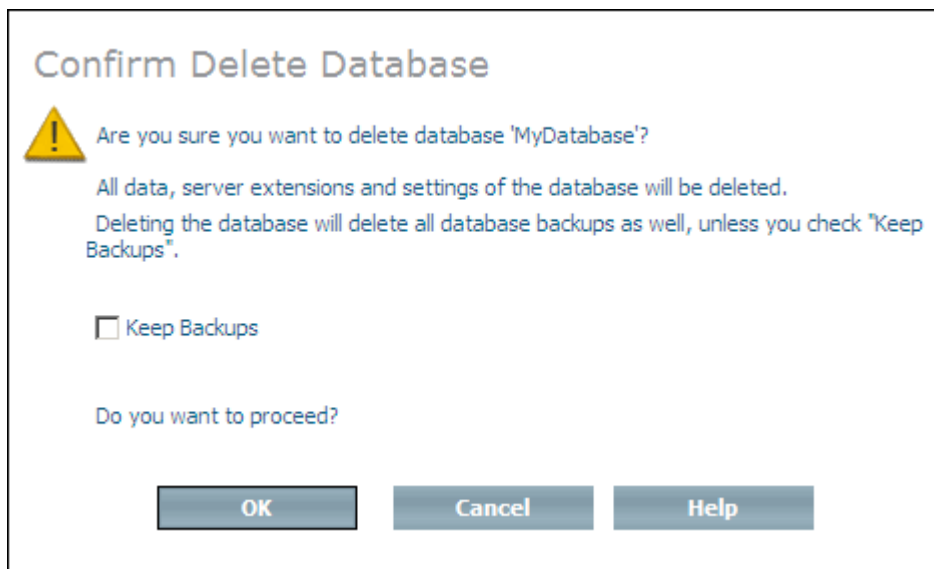 Confirm Delete Database
Are you sure you want to delete database 'MyDatabase'?
All data, server extensions and settings of the database will be deleted.
Deleting the database will delete all database backups as well, unless you check "Keep
Backups".
Keep Backups
Do you want to proceed?
OK Cancel Help